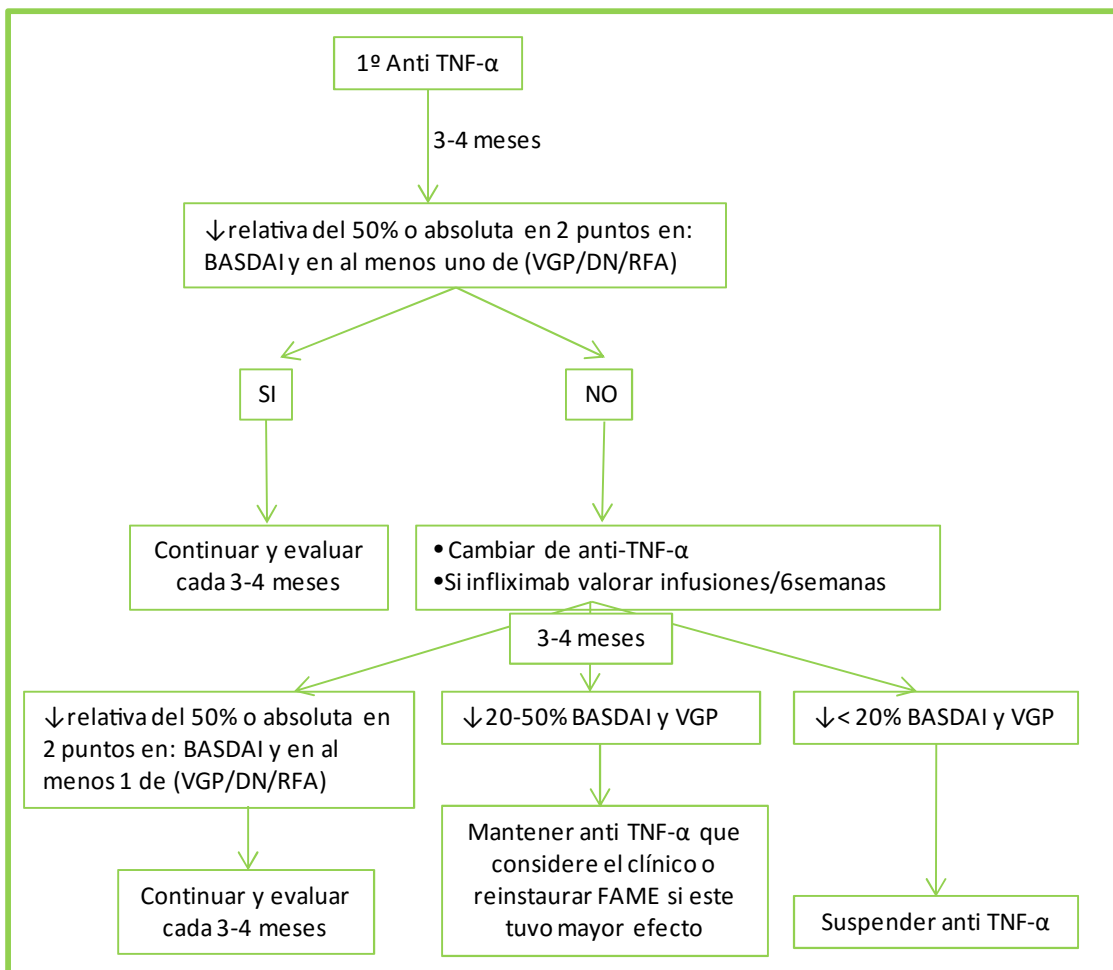 1º Anti TNF-α
3-4 meses
↓relativa del 50% o absoluta en 2 puntos en:
BASDAI y en al menos uno de (VGP/DN/RFA)
SI
NO
Continuar y evaluar
cada 3-4 meses
•Cambiar de anti-TNF-α
•Si infliximab valorar infusiones/6semanas
3-4 meses
↓relativa del 50% o absoluta en
2 puntos en: BASDAI y en al
menos 1 de (VGP/DN/RFA)
↓20-50% BASDAI y VGP
↓< 20% BASDAI y VGP
Continuar y evaluar
cada 3-4 meses
Mantener anti TNF-α que
considere el clínico o
reinstaurar FAME si este
tuvo mayor efecto
Suspender anti TNF-α